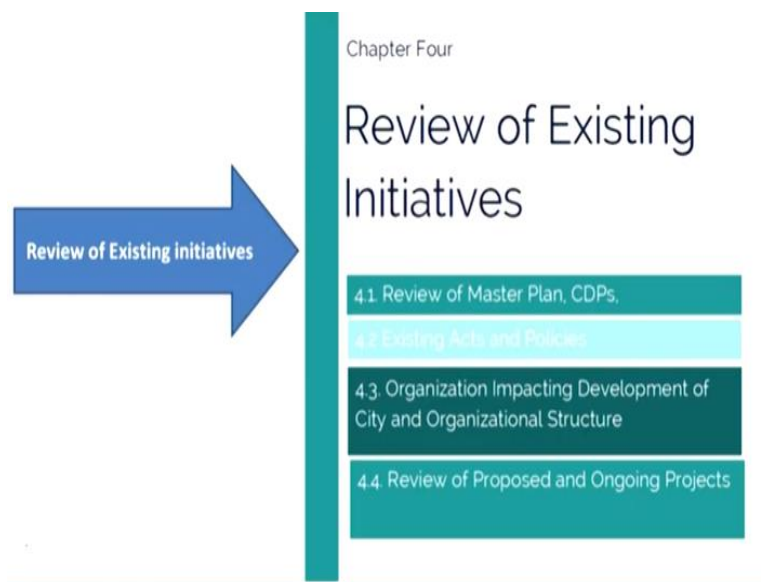 Chapter Four
Review of Existing
Initiatives
Review of Existing initiatives
4.1. Review of Master Plan, CDPs,
4.2 Existing Acts and Policies
4.3. Organization Impacting Development of
City and Organizational Structure
4.4. Review of Proposed and Ongoing Projects